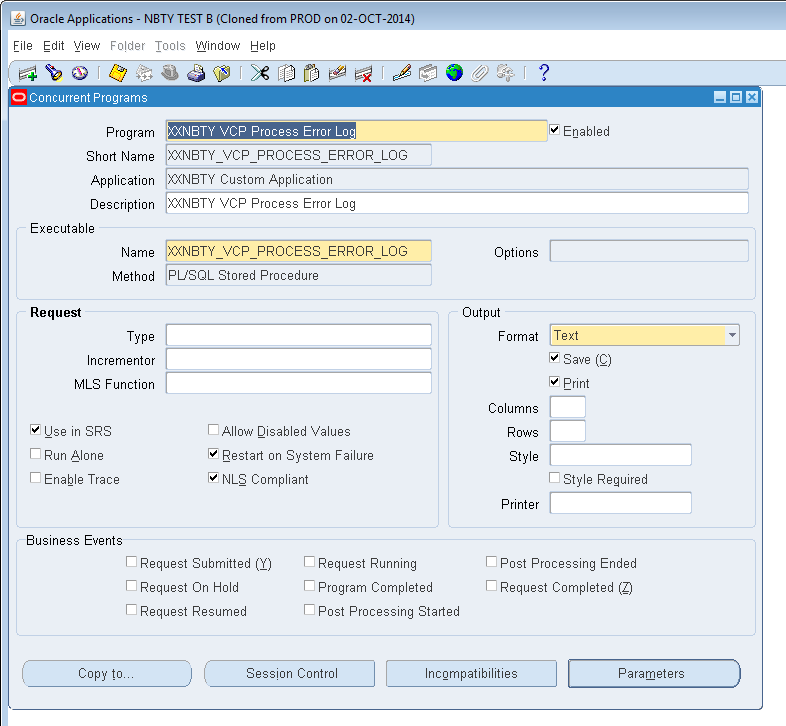 Oracle Applications - NBTY TEST B (Cloned from PROD on 02-OCT-2014)
File Edit View Folder Tools Window Help
Concurrent Programs
Program XXNBTY VCP Process Error Log Enabled
Short Name XXNBTY_VCP_PROCESS_ERROR_LOG
Application XXNBTY Custom Application
Description XXNBTY VCP Process Error Log
Executable
Name XXNBTY_VCP_PROCESS_ERROR_LOG Options
Method PL/SQL Stored Procedure
Request Output
Type Format Text
Incrementor Save (C)
MLS Function Print
Columns
Use in SRS Allow Disabled Values Rows
Run Alone Restart on System Failure Style
Enable Trace NLS Compliant Style Required
Printer
Business Events
Request Submitted (Y) Request Running Post Processing Ended
Request On Hold Program Completed Request Completed (Z)
Request Resumed Post Processing Started
Copy to... Session Control Incompatibilities Parameters